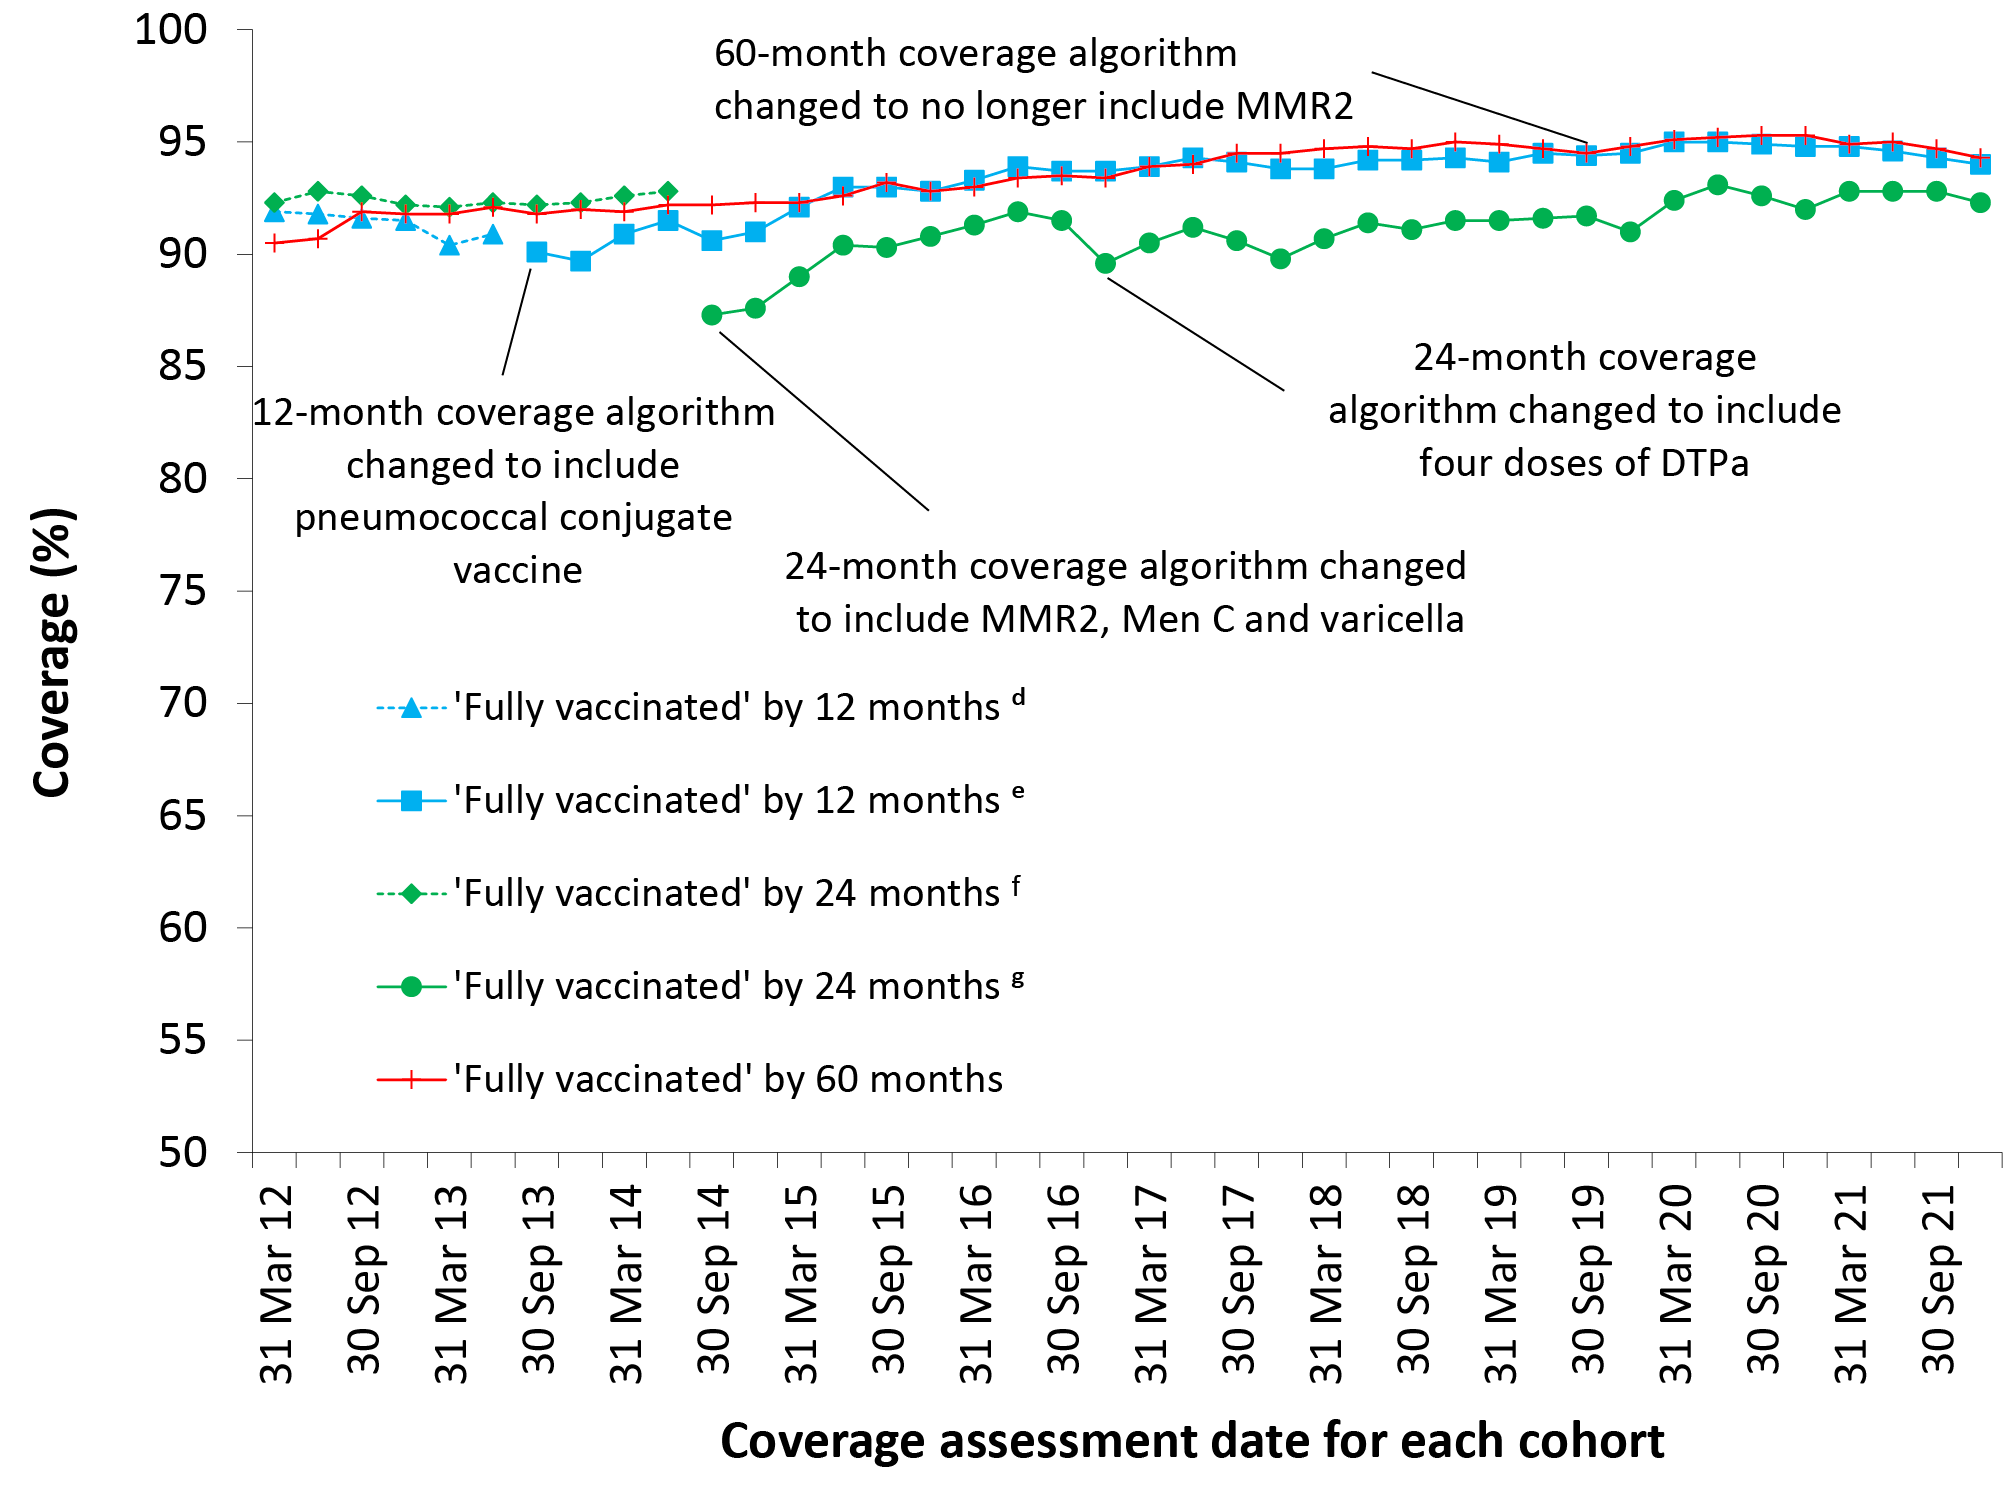 100
95
90
85
80
75
70
65
60
55
50
Coverage (%)
60-month coverage algorithm
changed to no longer include MMR2
12-month coverage algorithm
changed to include
pneumococcal conjugate
vaccine
24-month coverage algorithm changed
to include MMR2, Men C and varicella
24-month coverage
algorithm changed to include
four doses of DTPa
'Fully vaccinated' by 12 months d
'Fully vaccinated' by 12 months e
'Fully vaccinated' by 24 months f
'Fully vaccinated' by 24 months g
'Fully vaccinated' by 60 months
31 Mar 12
30 Sep 12
31 Mar 13
30 Sep 13
31 Mar 14
30 Sep 14
31 Mar 15
30 Sep 15
31 Mar 16
30 Sep 16
31 Mar 17
30 Sep 17
31 Mar 18
30 Sep 18
31 Mar 19
30 Sep 19
31 Mar 20
30 Sep 20
31 Mar 21
30 Sep 21
Coverage assessment date for each cohort